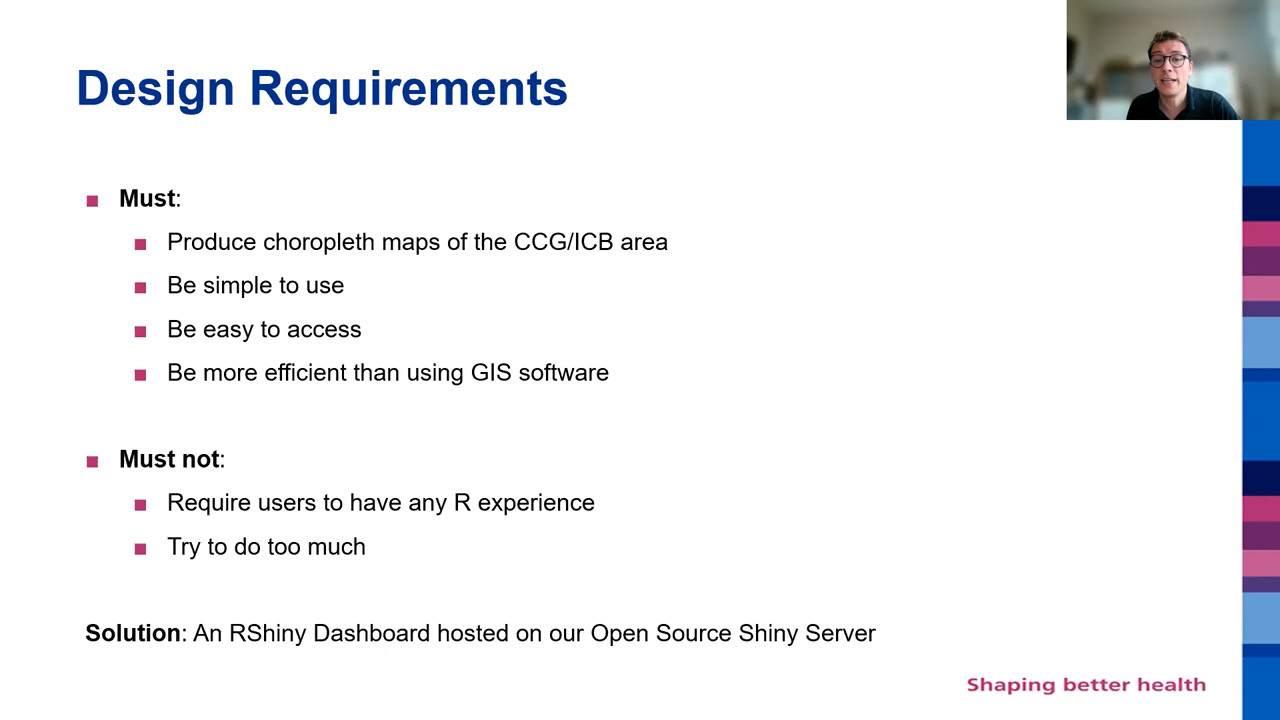 Design Requirements
Must:
Produce choropleth maps of the CCG/ICB area
Be simple to use
Be easy to access
Be more efficient than using GIS software
Must not:
Require users to have any R experience
Try to do too much
Solution: An RShiny Dashboard hosted on our Open Source Shiny Server
Shaping better health